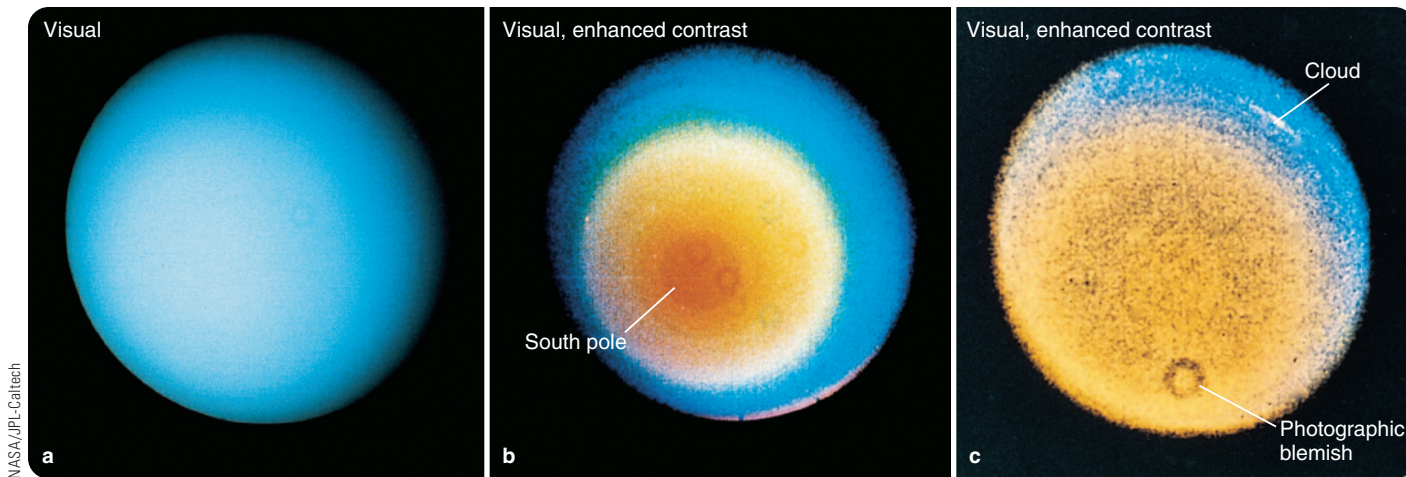 Visual
Visual, enhanced contrast
Visual, enhanced contrast
Cloud
South pole
Photographic
blemish
a
b
c
NASA/JPL-Caltech